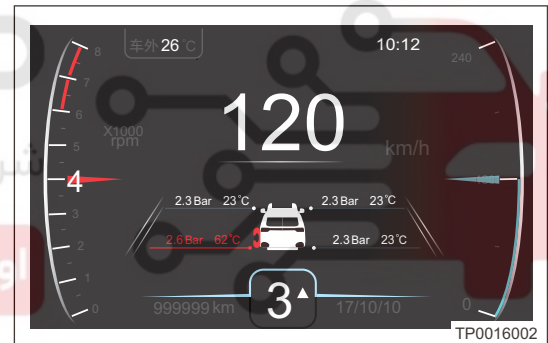 8
车外 26℃
10:12
240
7
6
120
X1000
rpm
km/h
5
4
120
3
2.3 Bar 23℃
2.3 Bar 23℃
2
2.6 Bar 62℃
2.3 Bar 23℃
1
0
999999 km
3
17/10/10
0
TP0016002